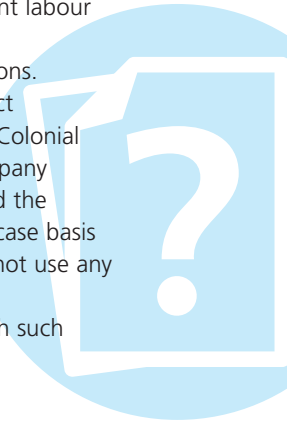 nt labour
ons.
ct
Colonial
pany
d the
case basis
not use any
h such
?